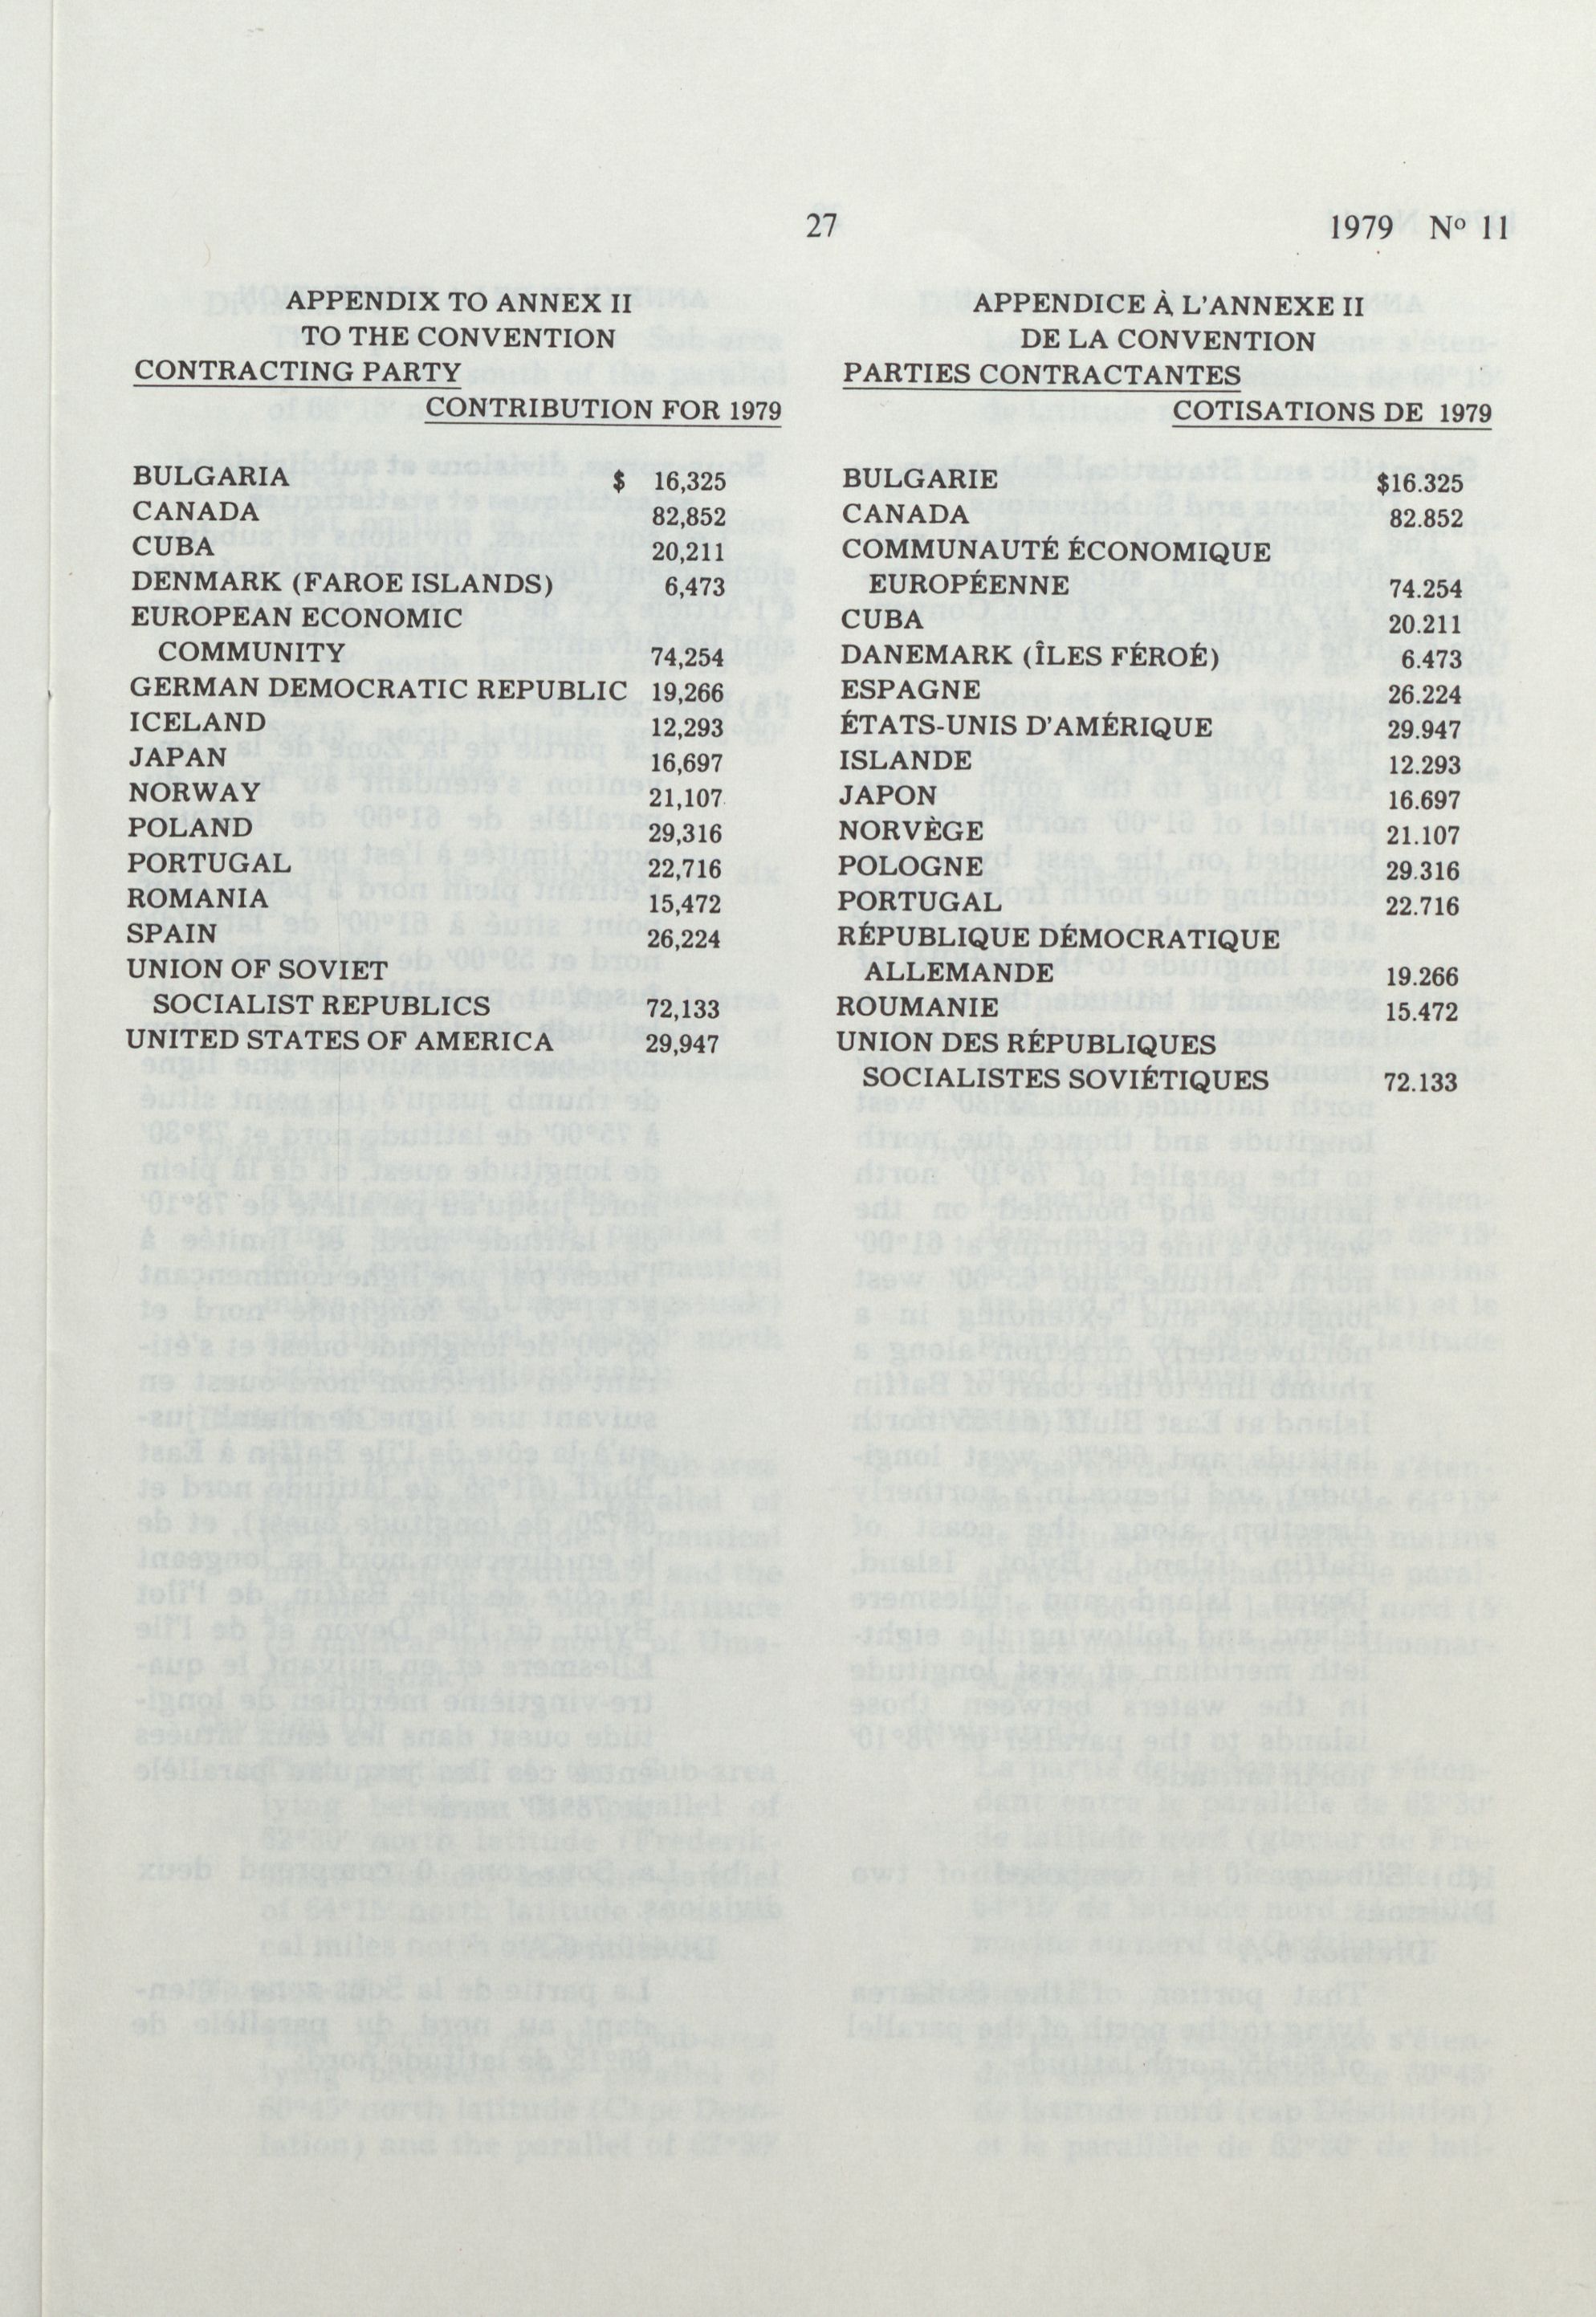 27
1979 Nº 11
APPENDIX TO ANNEX II
TO THE CONVENTION
CONTRACTING PARTY
CONTRIBUTION FOR 1979
BULGARIA $ 16,325
CANADA 82,852
CUBA 20,211
DENMARK (FAROE ISLANDS) 6,473
EUROPEAN ECONOMIC
COMMUNITY 74,254
GERMAN DEMOCRATIC REPUBLIC 19,266
ICELAND 12,293
JAPAN 16,697
NORWAY 21,107
POLAND 29,316
PORTUGAL 22,716
ROMANIA 15,472
SPAIN 26,224
UNION OF SOVIET
SOCIALIST REPUBLICS 72,133
UNITED STATES OF AMERICA 29,947
APPENDICE À L'ANNEXE II
DE LA CONVENTION
PARTIES CONTRACTANTES
COTISATIONS DE 1979
BULGARIE $16.325
CANADA 82.852
COMMUNAUTÉ ÉCONOMIQUE
EUROPÉENNE 74.254
CUBA 20.211
DANEMARK (ÎLES FÉROÉ) 6.473
ESPAGNE 26.224
ÉTATS-UNIS D'AMÉRIQUE 29.947
ISLANDE 12.293
JAPON 16.697
NORVÈGE 21.107
POLOGNE 29.316
PORTUGAL 22.716
RÉPUBLIQUE DÉMOCRATIQUE
ALLEMANDE 19.266
ROUMANIE 15.472
UNION DES RÉPUBLIQUES
SOCIALISTES SOVIÉTIQUES 72.133